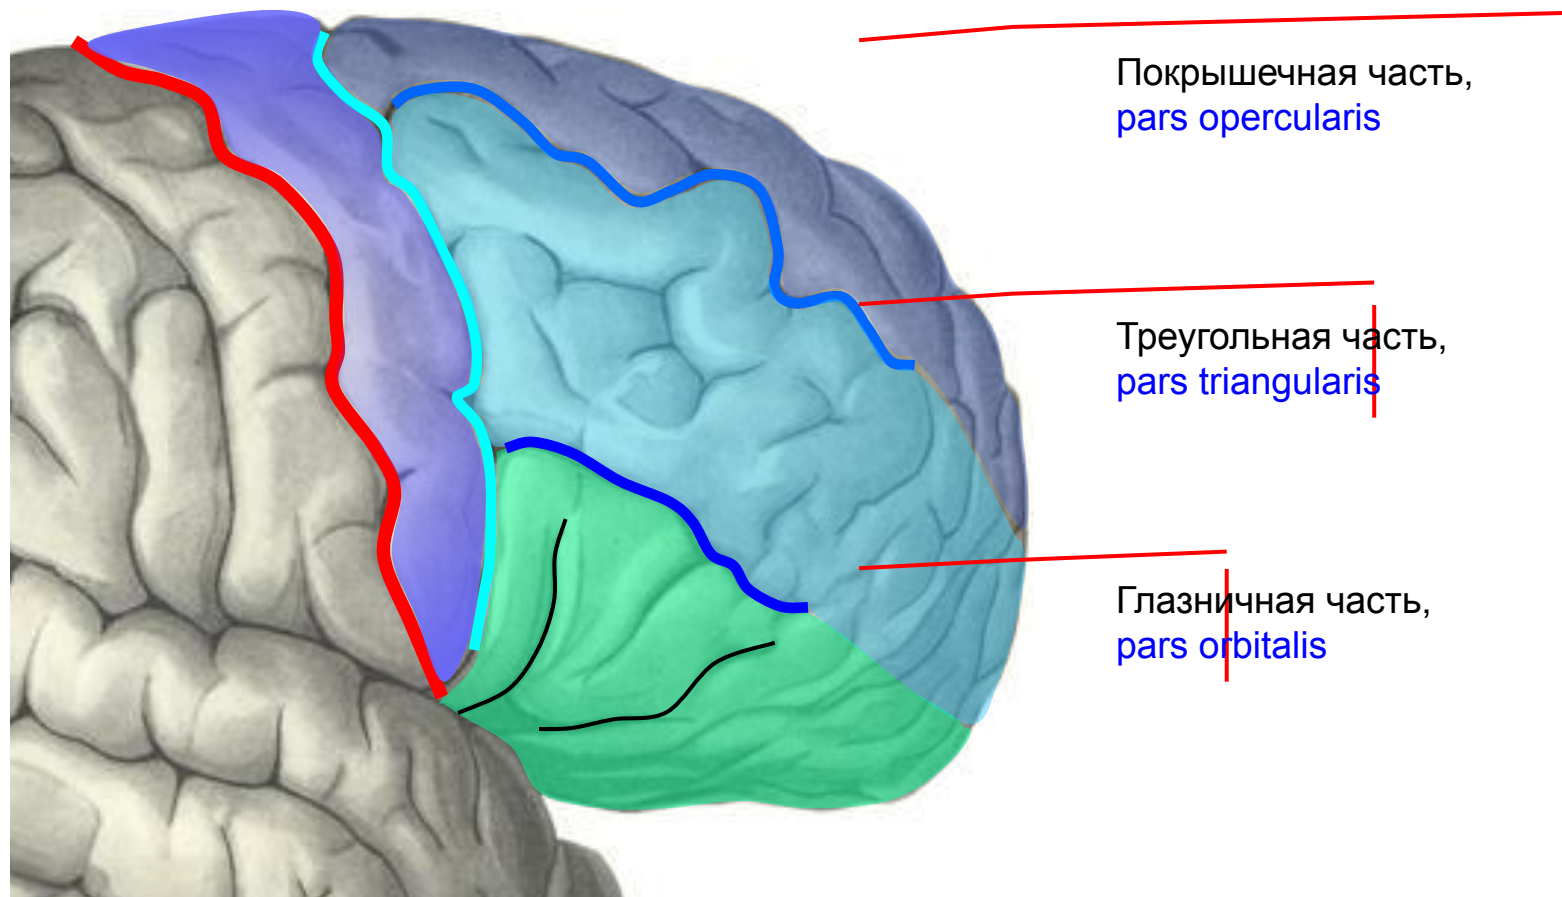 Покрышечная часть,
pars opercularis
Треугольная часть,
pars triangularis
Глазничная часть,
pars orbitalis